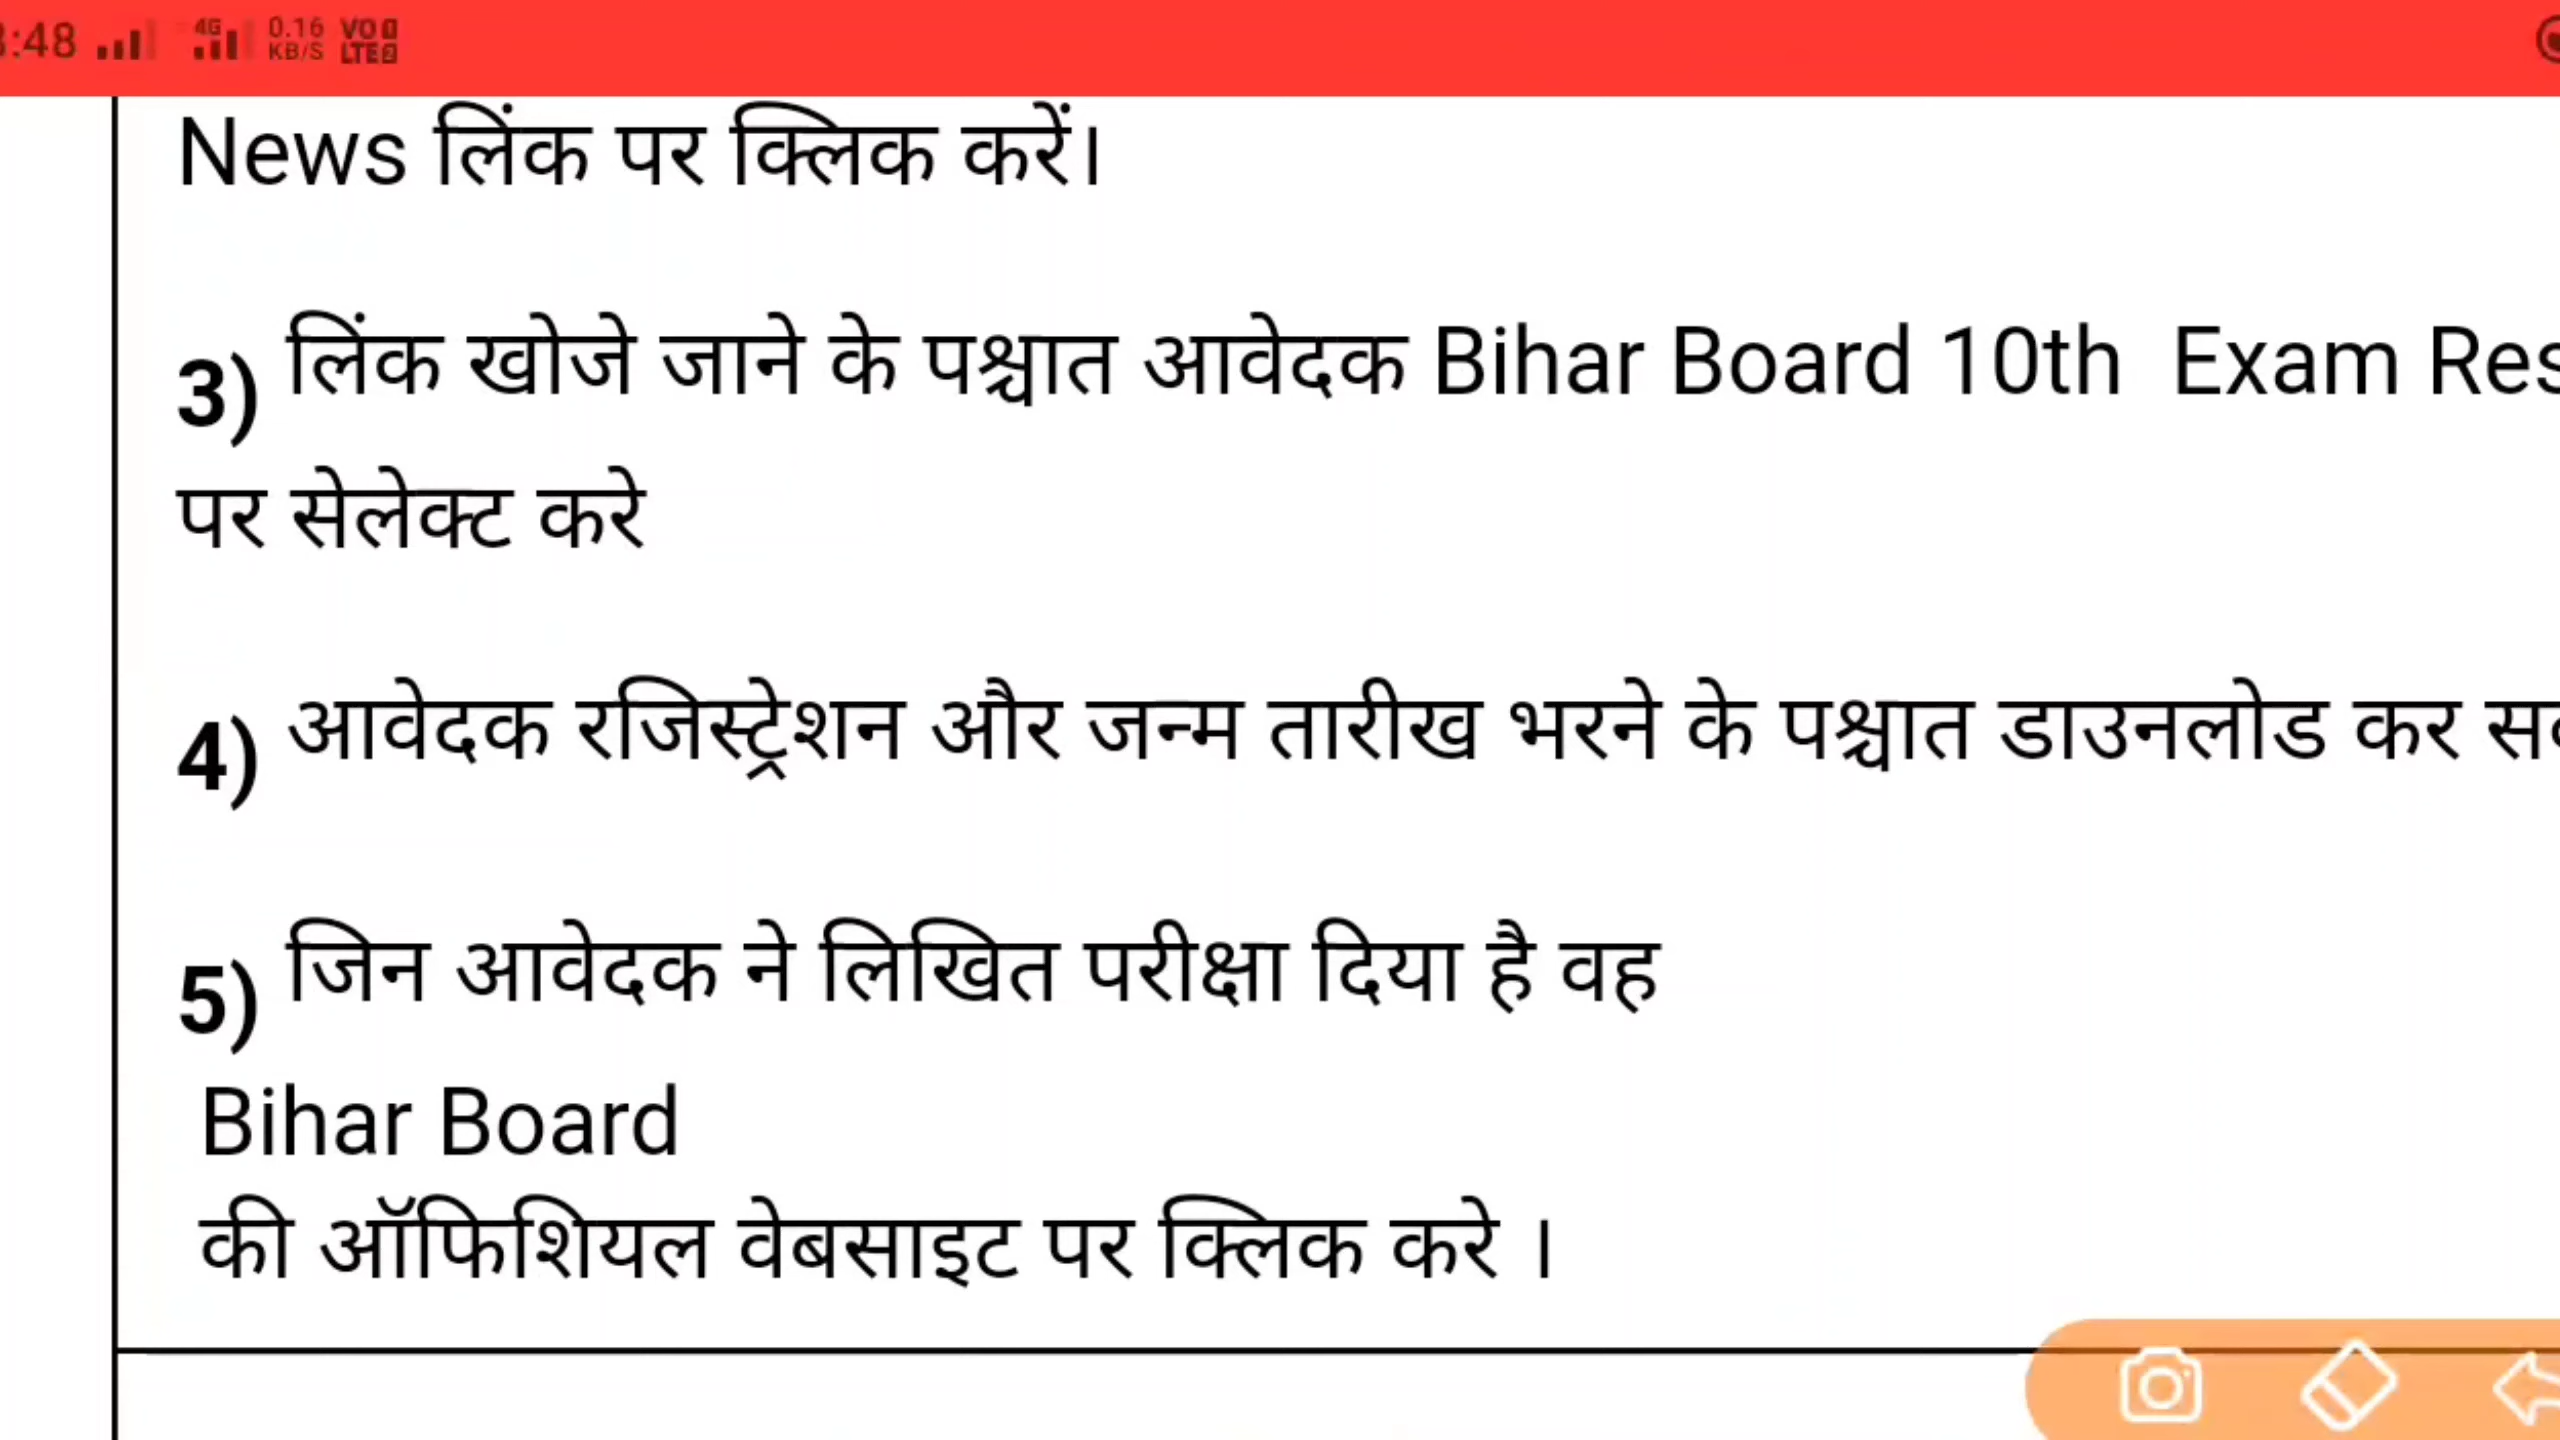 :48 4G 0.16 KB/S VO LTE
News लिंक पर क्लिक करें।
3) लिंक खोजे जाने के पश्चात आवेदक Bihar Board 10th Exam Res
पर सेलेक्ट करे
4) आवेदक रजिस्ट्रेशन और जन्म तारीख भरने के पश्चात डाउनलोड कर
5) जिन आवेदक ने लिखित परीक्षा दिया है वह
Bihar Board
की ऑफिशियल वेबसाइट पर क्लिक करे ।